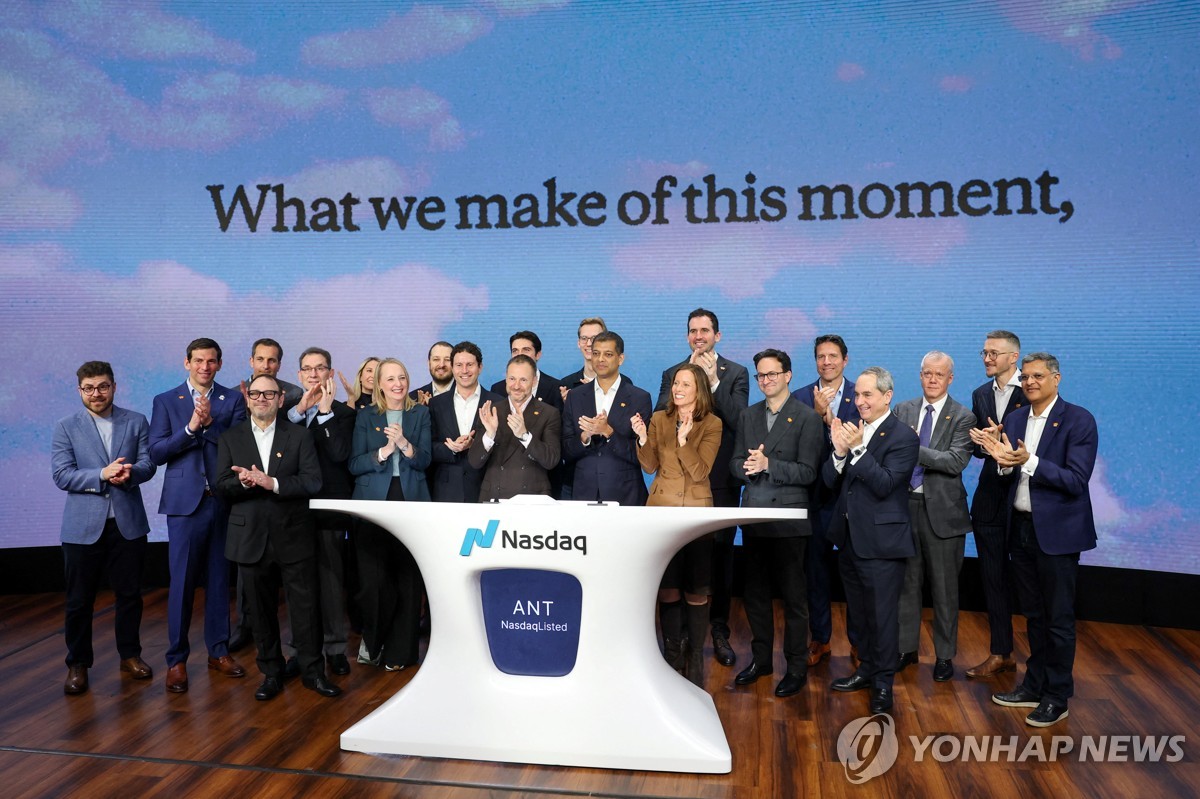 What we make of this moment,
Nasdaq
ANT
NasdaqListed
YONHAP NEWS